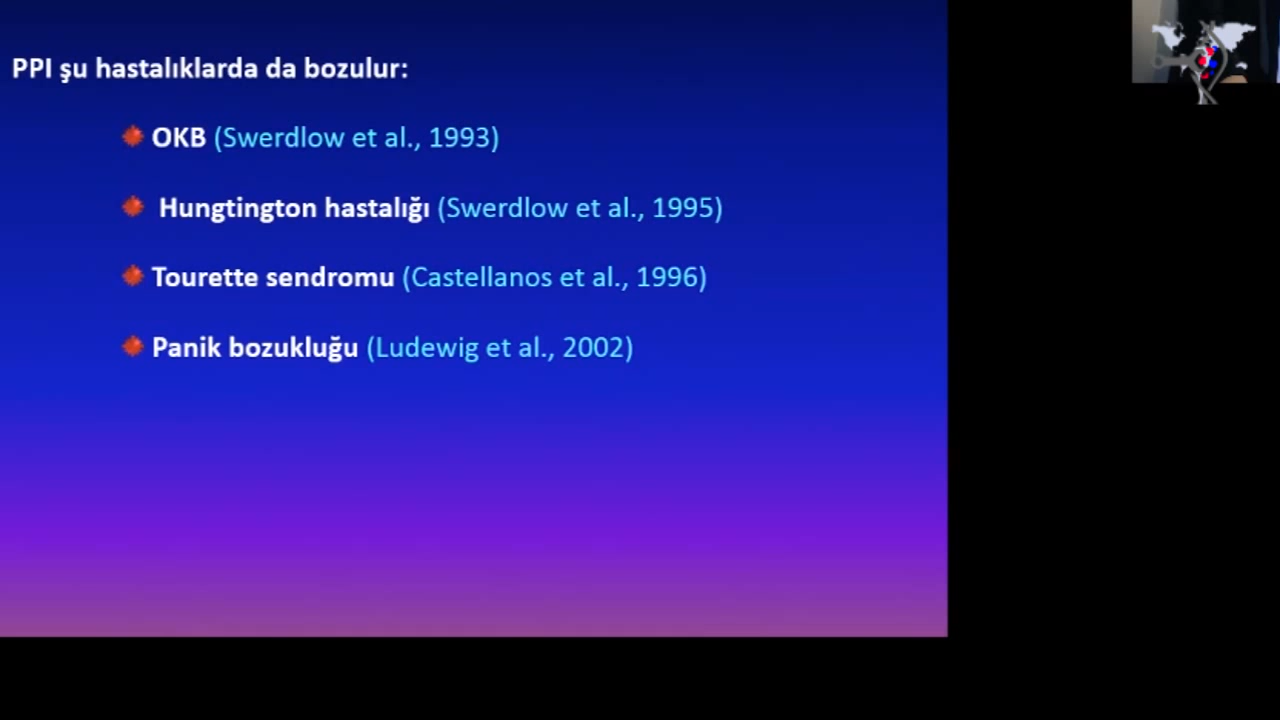 PPI şu hastalıklarda da bozulur:
OKB (Swerdlow et al., 1993)
Hungtington hastalığı (Swerdlow et al., 1995)
Tourette sendromu (Castellanos et al., 1996)
Panik bozukluğu (Ludewig et al., 2002)